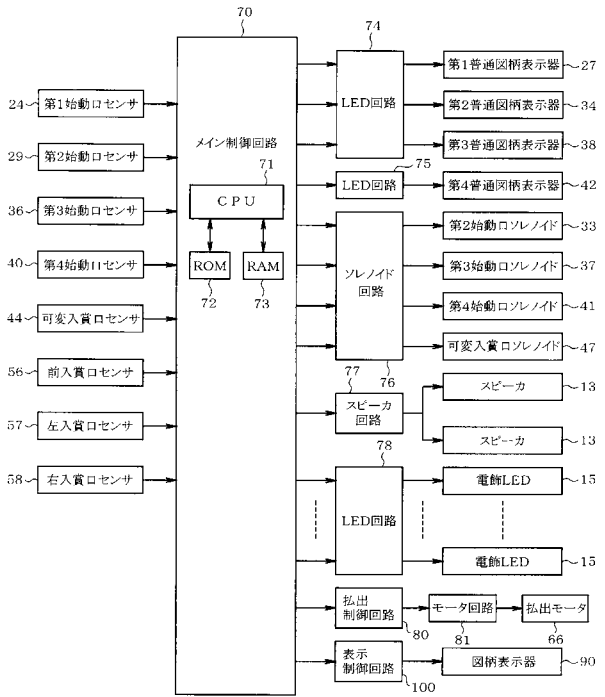 70
メイン制御回路
71
CPU
ROM
72
RAM
73
24 第1始動口センサ
29 第2始動口センサ
36 第3始動口センサ
40 第4始動口センサ
44 可変入賞口センサ
56 前入賞口センサ
57 左入賞口センサ
58 右入賞口センサ
74
LED回路
第1普通図柄表示器 27
第2普通図柄表示器 34
第3普通図柄表示器 38
75
LED回路
第4普通図柄表示器 42
ソレノイド
回路
76
第2始動口ソレノイド 33
第3始動口ソレノイド 37
第4始動口ソレノイド 41
可変入賞口ソレノイド 47
77
スピーカ
回路
スピーカ 13
スピーカ 13
78
LED回路
電飾LED 15
電飾LED 15
払出
制御回路
80
モータ回路
81
払出モータ
66
表示
制御回路
100
図柄表示器 90